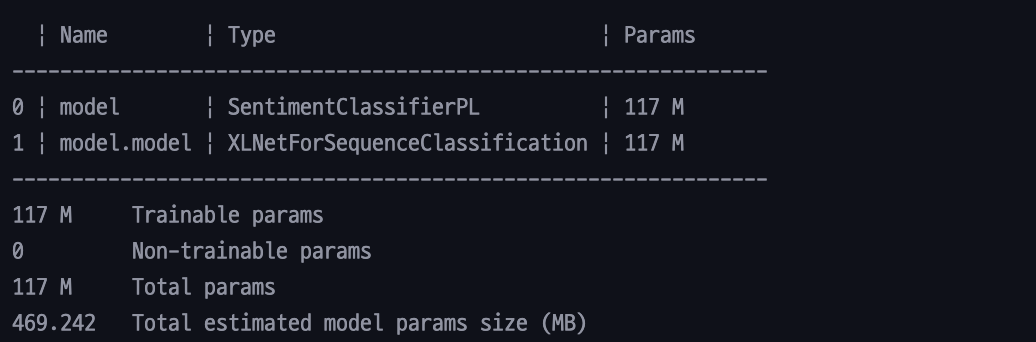 ¦ Name        ¦ Type                           ¦ Params
---------------------------------------------------------------
0 ¦ model       ¦ SentimentClassifierPL          ¦ 117 M
1 ¦ model.model ¦ XLNetForSequenceClassification ¦ 117 M
---------------------------------------------------------------
117 M     Trainable params
0         Non-trainable params
117 M     Total params
469.242   Total estimated model params size (MB)